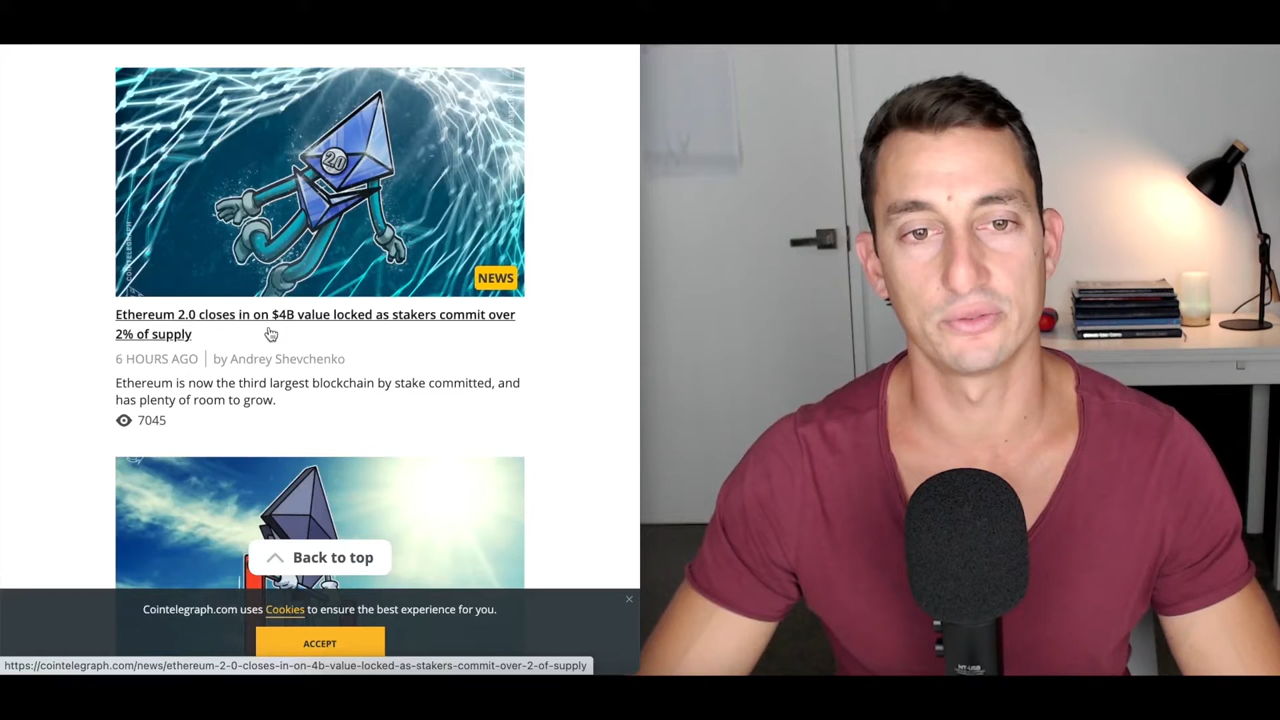 2.0
COINTELEGRAPH
NEWS
Ethereum 2.0 closes in on $4B value locked as stakers commit over
2% of supply
6 HOURS AGO | by Andrey Shevchenko
Ethereum is now the third largest blockchain by stake committed, and
has plenty of room to grow.
7045
Back to top
Cointelegraph.com uses Cookies to ensure the best experience for you.
ACCEPT
https://cointelegraph.com/news/ethereum-2-0-closes-in-on-4b-value-locked-as-stakers-commit-over-2-of-supply